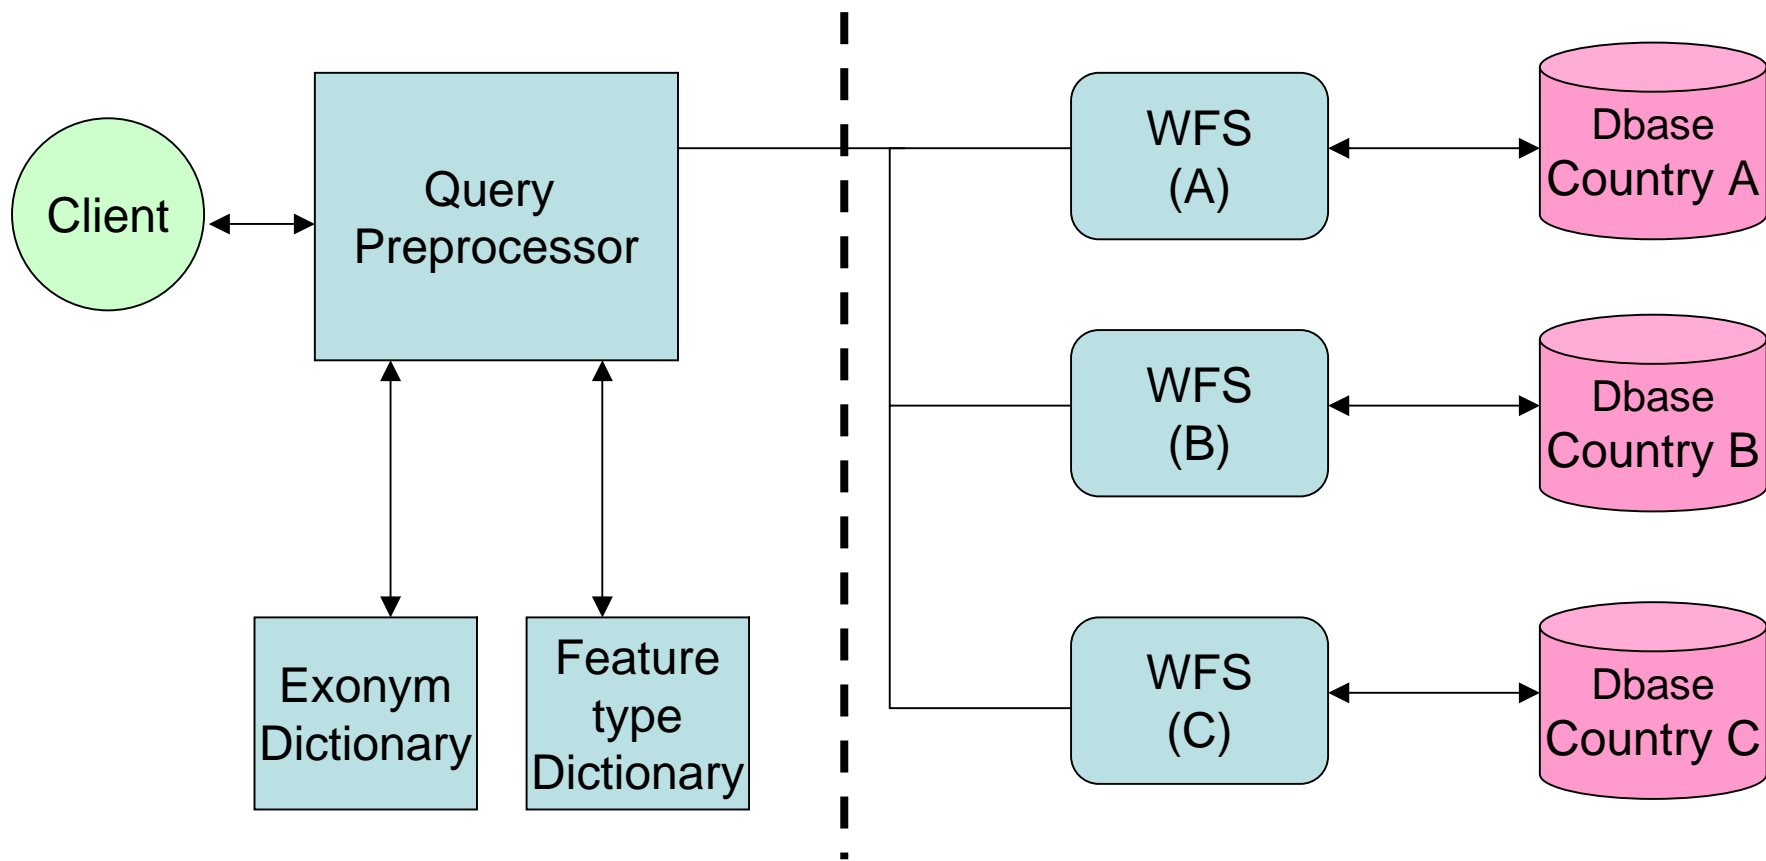 Client
Query
Preprocessor
Exonym
Dictionary
Feature
type
Dictionary
WFS
(A)
Dbase
Country A
WFS
(B)
Dbase
Country B
WFS
(C)
Dbase
Country C